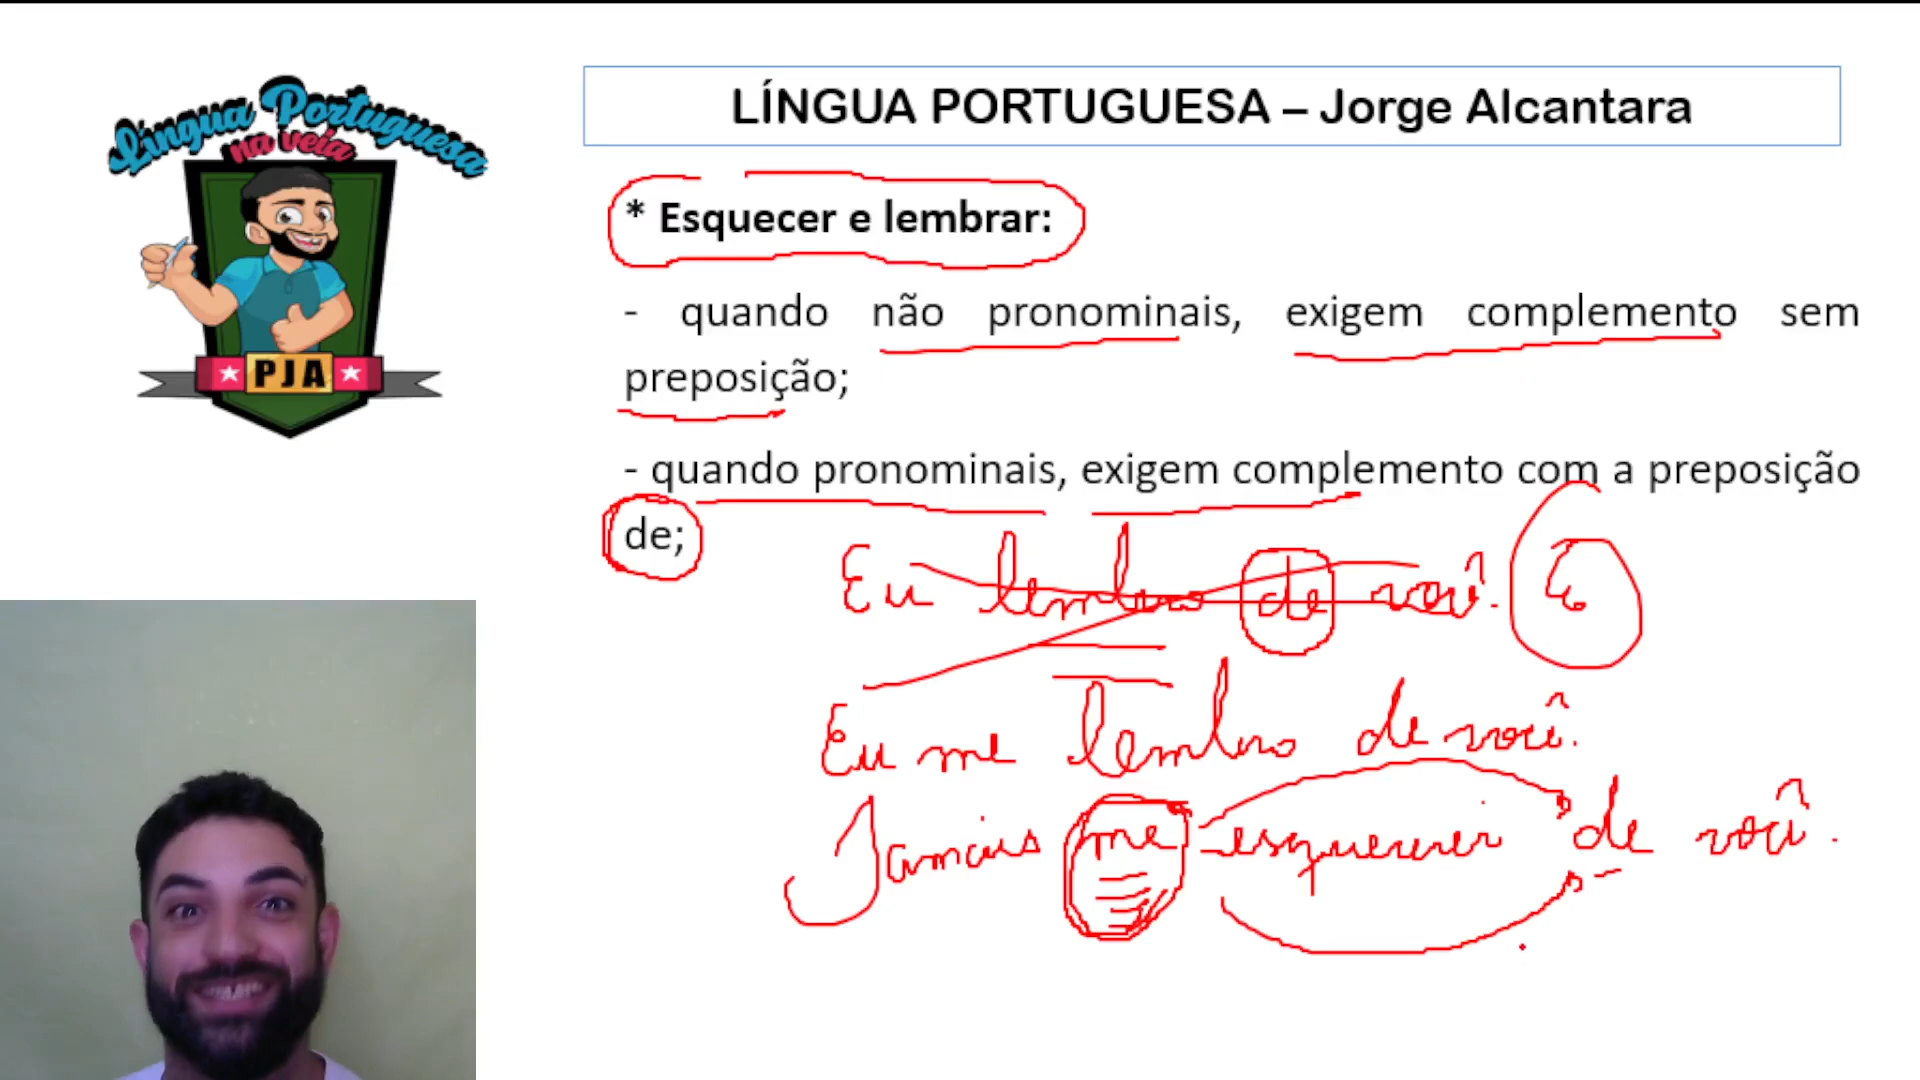 Língua Portuguesa
na veia
PJA
LÍNGUA PORTUGUESA – Jorge Alcantara
* Esquecer e lembrar:
- quando não pronominais, exigem complemento sem
preposição;
- quando pronominais, exigem complemento com a preposição
de;
Eu lembro de você.
Eu me lembro de você.
Jamais me esquecerei de você.